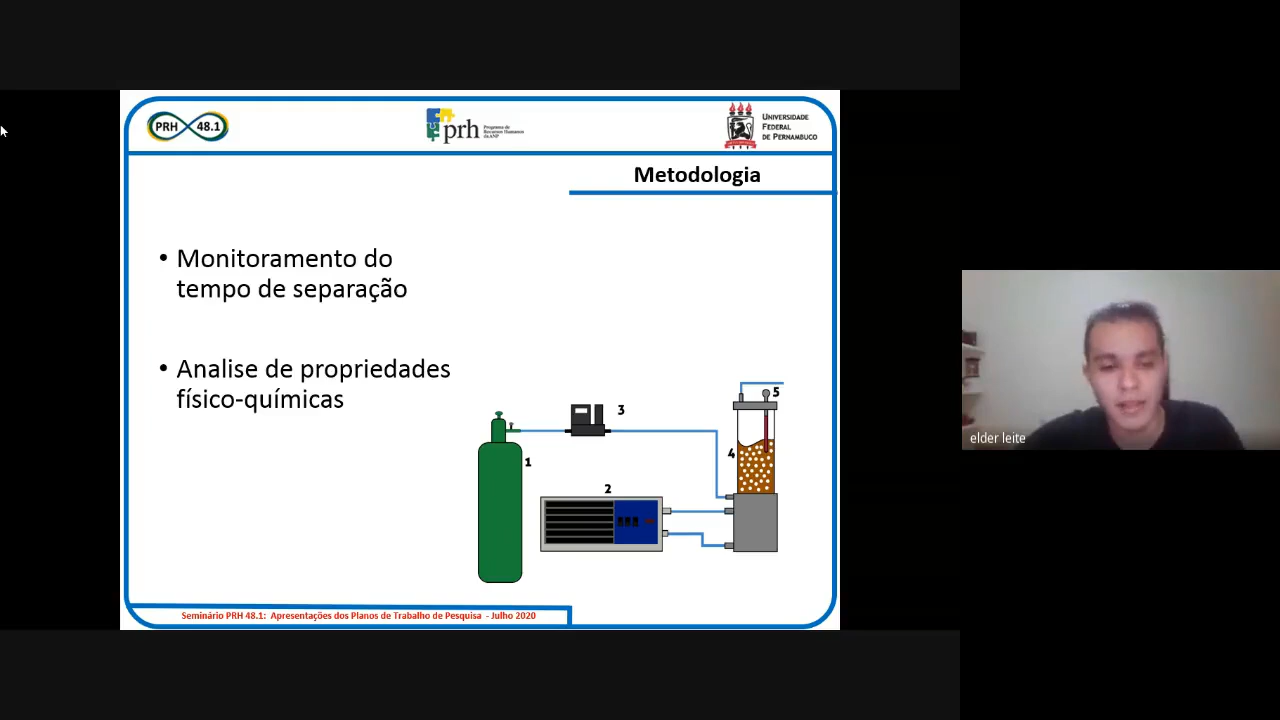 PRH 48.1
prh
Programa de
Recursos Humanos
da ANP
UNIVERSIDADE
FEDERAL
DE PERNAMBUCO
Metodologia
• Monitoramento do
tempo de separação
• Analise de propriedades
físico-químicas
1
2
3
4
5
elder leite
Seminário PRH 48.1: Apresentações dos Planos de Trabalho de Pesquisa - Julho 2020